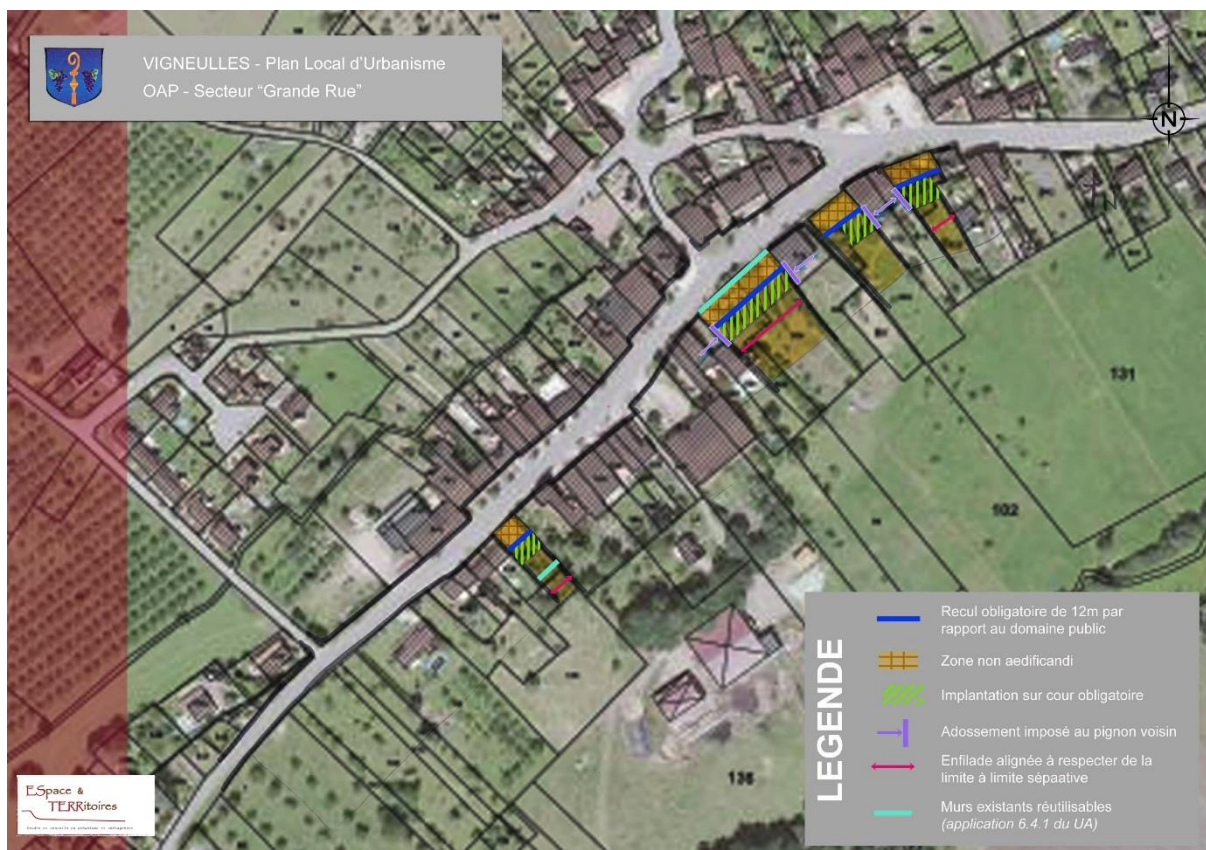 VIGNEULLES - Plan Local d'Urbanisme
OAP - Secteur "Grande Rue"
N
131
102
136
LEGENDE
Recul obligatoire de 12m par
rapport au domaine public
Zone non aedificandi
Implantation sur cour obligatoire
Adossement imposé au pignon voisin
Enfilade alignée à respecter de la
limite à limite sépaative
Murs existants réutilisables
(application 6.4.1 du UA)
ESpace &
TERRitoires